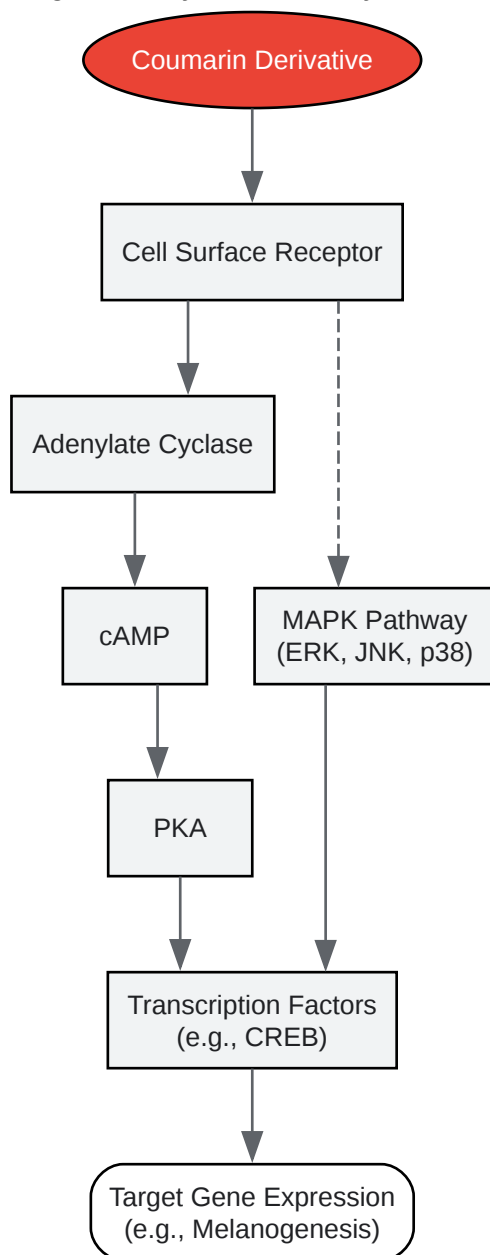 Coumarin Derivative
Cell Surface Receptor
Adenylate Cyclase
cAMP
MAPK Pathway
(ERK, JNK, p38)
PKA
Transcription Factors
(e.g., CREB)
Target Gene Expression
(e.g., Melanogenesis)